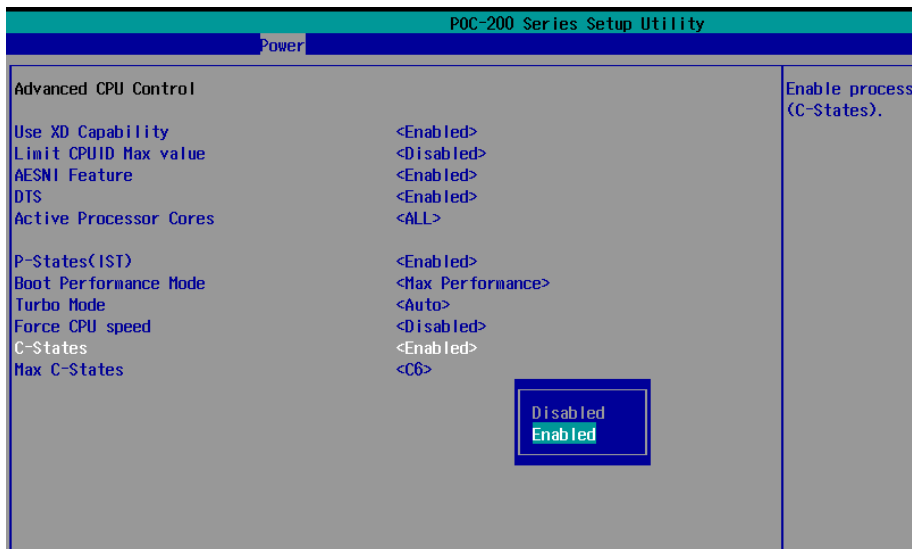 POC-200 Series Setup Utility
Power
Advanced CPU Control
Use XD Capability <Enabled>
Limit CPUID Max value <Disabled>
AESNI Feature <Enabled>
DTS <Enabled>
Active Processor Cores <ALL>
P-States(IST) <Enabled>
Boot Performance Mode <Max Performance>
Turbo Mode <Auto>
Force CPU speed <Disabled>
C-States <Enabled>
Max C-States <C6>
Disabled
Enabled
Enable process
(C-States).